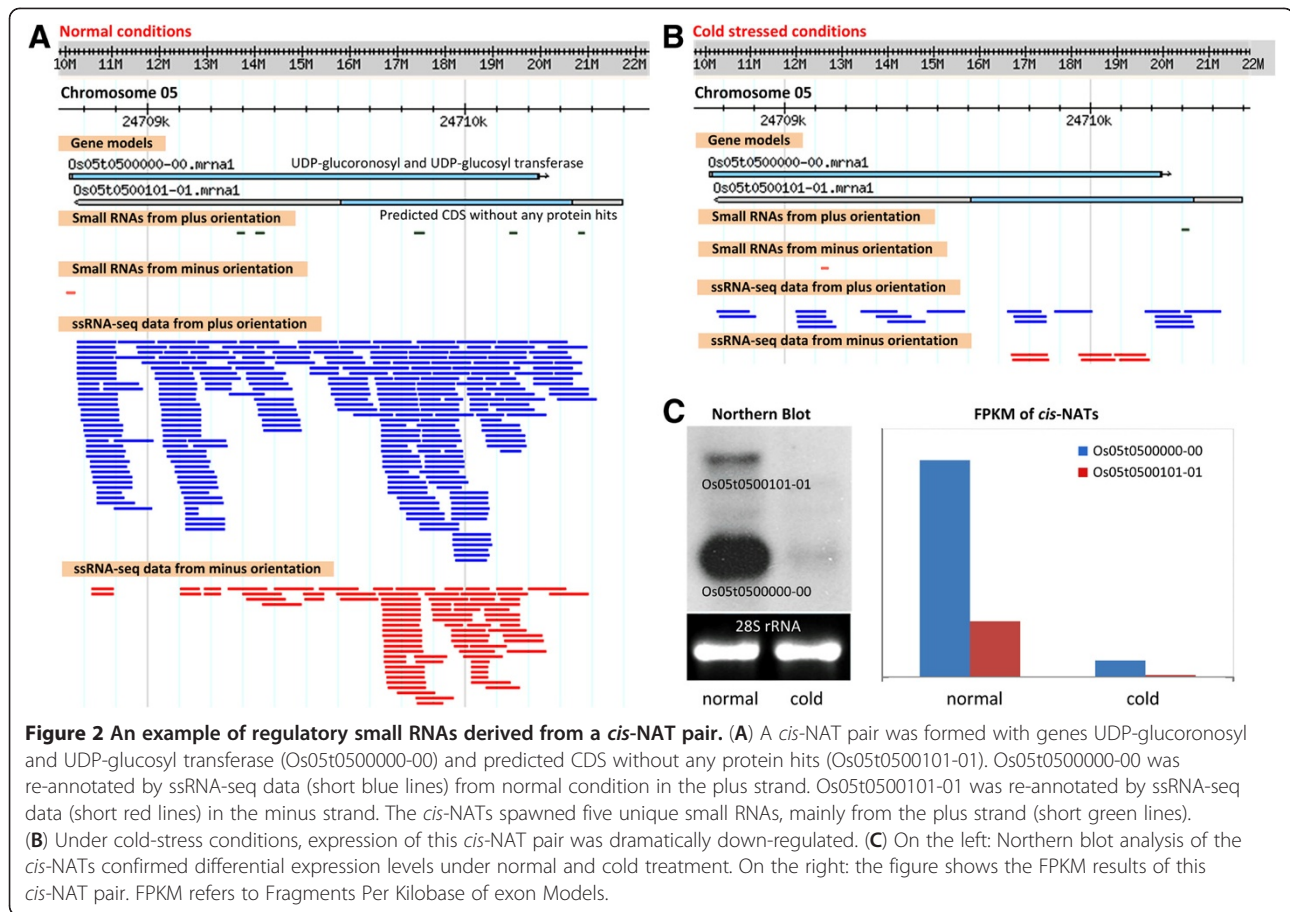 A Normal conditions
10M 11M 12M 13M 14M 15M 16M 17M 18M 19M 20M 21M 22M
Chromosome 05
24709k 24710k
Gene models
Os05t0500000-00.mrna1 UDP-glucoronosyl and UDP-glucosyl transferase
Os05t0500101-01.mrna1
Small RNAs from plus orientation Predicted CDS without any protein hits
Small RNAs from minus orientation
ssRNA-seq data from plus orientation
ssRNA-seq data from minus orientation
B Cold stressed conditions
10M 11M 12M 13M 14M 15M 16M 17M 18M 19M 20M 21M 22M
Chromosome 05
24709k 24710k
Gene models
Os05t0500000-00.mrna1
Os05t0500101-01.mrna1
Small RNAs from plus orientation
Small RNAs from minus orientation
ssRNA-seq data from plus orientation
ssRNA-seq data from minus orientation
C Northern Blot
Os05t0500101-01
Os05t0500000-00
28S rRNA
normal cold
FPKM of cis-NATs
Os05t0500000-00
Os05t0500101-01
normal cold
Figure 2 An example of regulatory small RNAs derived from a cis-NAT pair. (A) A cis-NAT pair was formed with genes UDP-glucoronosyl
and UDP-glucosyl transferase (Os05t0500000-00) and predicted CDS without any protein hits (Os05t0500101-01). Os05t0500000-00 was
re-annotated by ssRNA-seq data (short blue lines) from normal condition in the plus strand. Os05t0500101-01 was re-annotated by ssRNA-seq
data (short red lines) in the minus strand. The cis-NATs spawned five unique small RNAs, mainly from the plus strand (short green lines).
(B) Under cold-stress conditions, expression of this cis-NAT pair was dramatically down-regulated. (C) On the left: Northern blot analysis of the
cis-NATs confirmed differential expression levels under normal and cold treatment. On the right: the figure shows the FPKM results of this
cis-NAT pair. FPKM refers to Fragments Per Kilobase of exon Models.